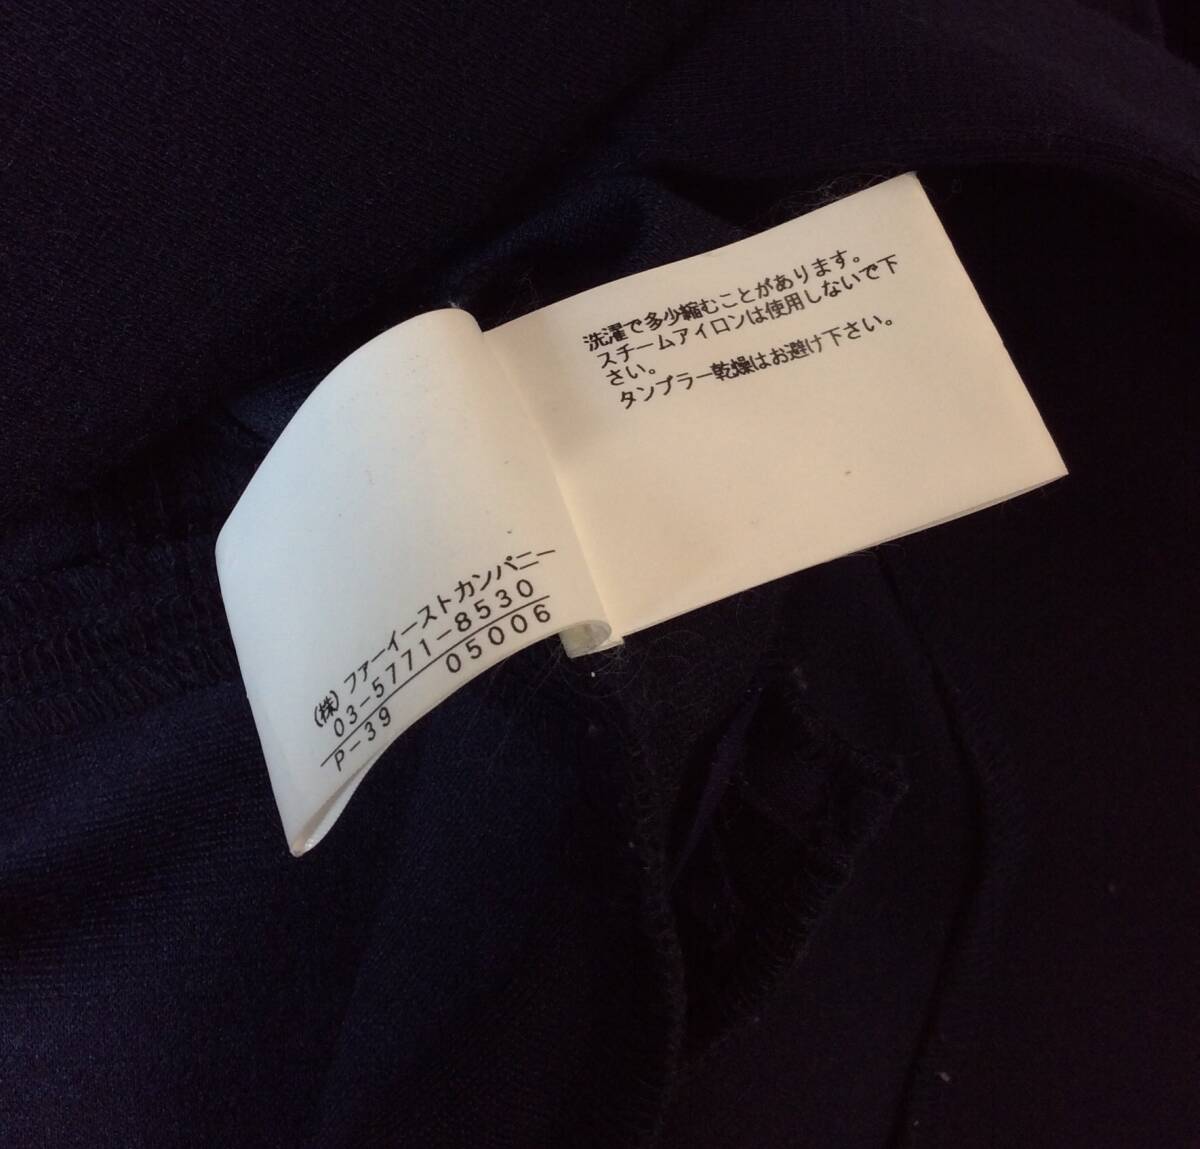 洗濯で多少縮むことがあります。
スチームアイロンは使用しないで下
さい。
タンブラー乾燥はお避け下さい。
(株)ファーイーストカンパニー
03-5771-8530
05006
P-39